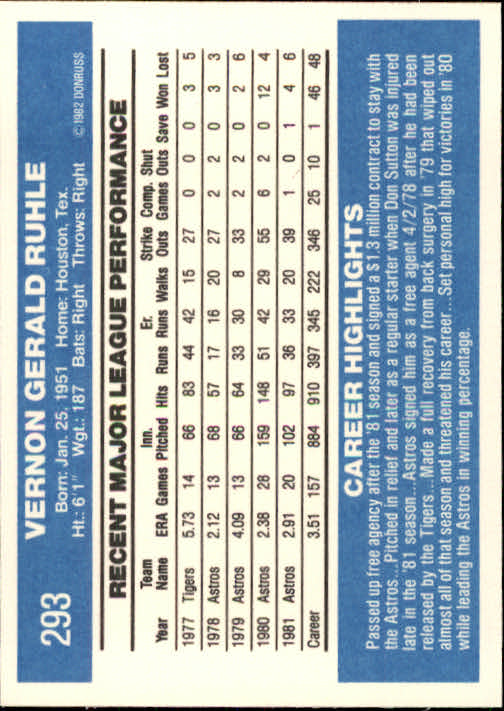 293
VERNON GERALD RUHLE
Born: Jan. 25, 1951 Home: Houston, Tex.
Ht.: 6'1" Wgt.: 187 Bats: Right Throws: Right
©1982 DONRUSS
RECENT MAJOR LEAGUE PERFORMANCE
Team Inn. Er. Strike Comp. Shut
Year Name ERA Games Pitched Hits Runs Runs Walks Outs Games Outs Save Won Lost
1977 Tigers 5.73 14 66 83 44 42 15 27 0 0 0 3 5
1978 Astros 2.12 13 68 57 17 16 20 27 2 2 0 3 3
1979 Astros 4.09 13 66 64 33 30 8 33 2 2 0 2 6
1980 Astros 2.38 28 159 148 51 42 29 55 6 2 0 12 4
1981 Astros 2.91 20 102 97 36 33 20 39 1 0 1 4 6
Career 3.51 157 884 910 397 345 222 346 25 10 1 46 48
CAREER HIGHLIGHTS
Passed up free agency after the '81 season and signed a $1.3 million contract to stay with
the Astros...Pitched in relief and later as a regular starter when Don Sutton was injured
late in the '81 season...Astros signed him as a free agent 4/2/78 after he had been
released by the Tigers...Made a full recovery from back surgery in '79 that wiped out
almost all of that season and threatened his career...Set personal high for victories in '80
while leading the Astros in winning percentage.